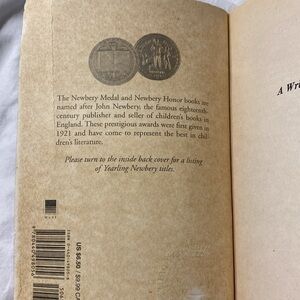 The Newbery Medal and Newbery Honor books are
named after John Newbery, the famous eighteenth-
century publisher and seller of children's books in
England. These prestigious awards were first given in
1921 and have come to represent the best in chil-
dren's literature.
Please turn to the inside back cover for a listing
of Yearling Newbery titles.
US $6.50 / $9.99 CAN
A Wri